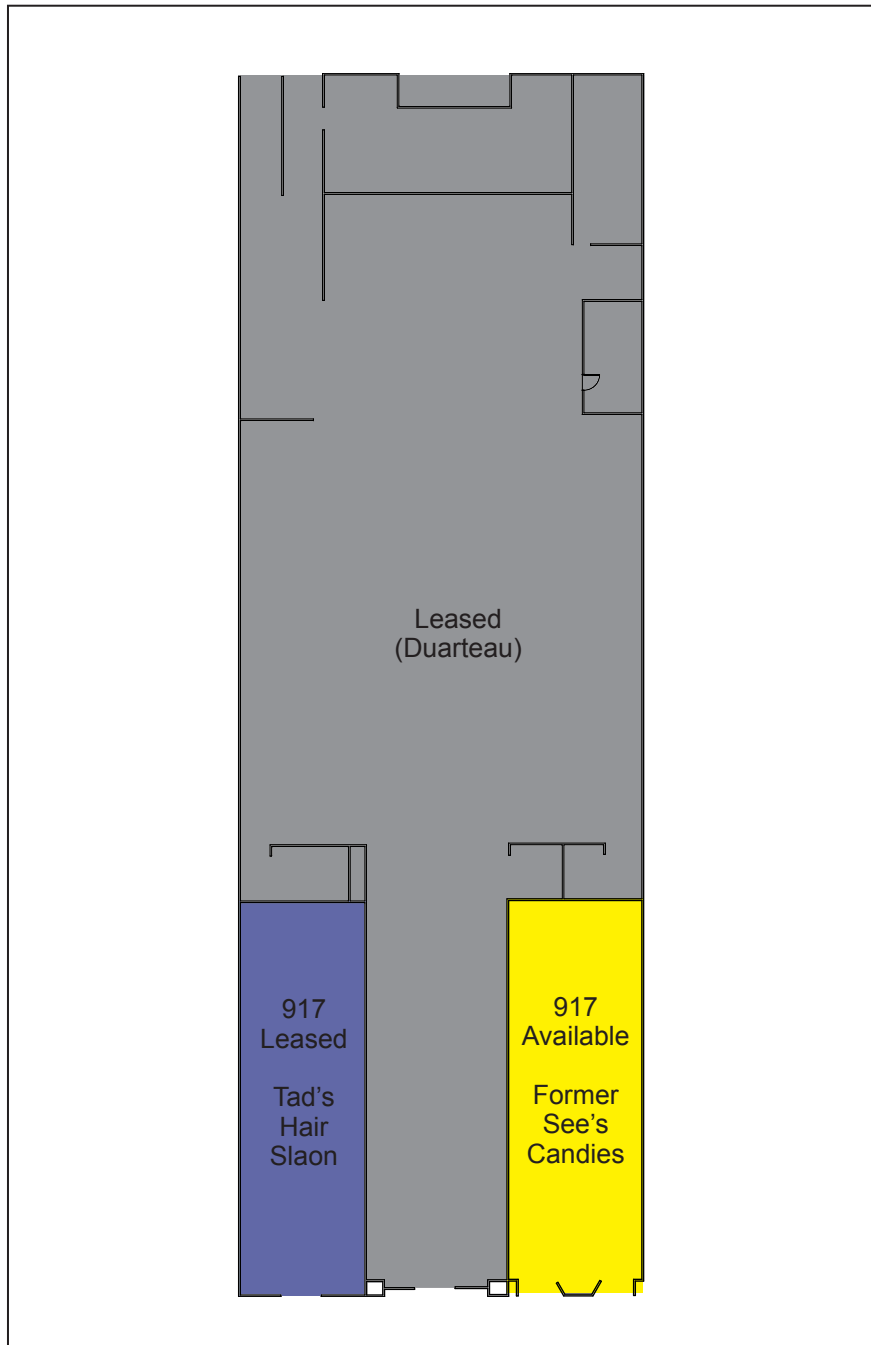 Leased
(Duarteau)
917
Leased
Tad's
Hair
Slaon
917
Available
Former
See's
Candies